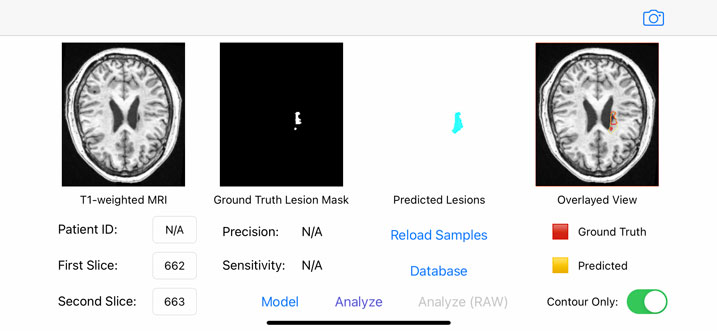 T1-weighted MRI
Ground Truth Lesion Mask
Predicted Lesions
Overlayed View
Patient ID: N/A
Precision: N/A
Reload Samples
Ground Truth
First Slice: 662
Sensitivity: N/A
Database
Predicted
Second Slice: 663
Model
Analyze
Analyze (RAW)
Contour Only: